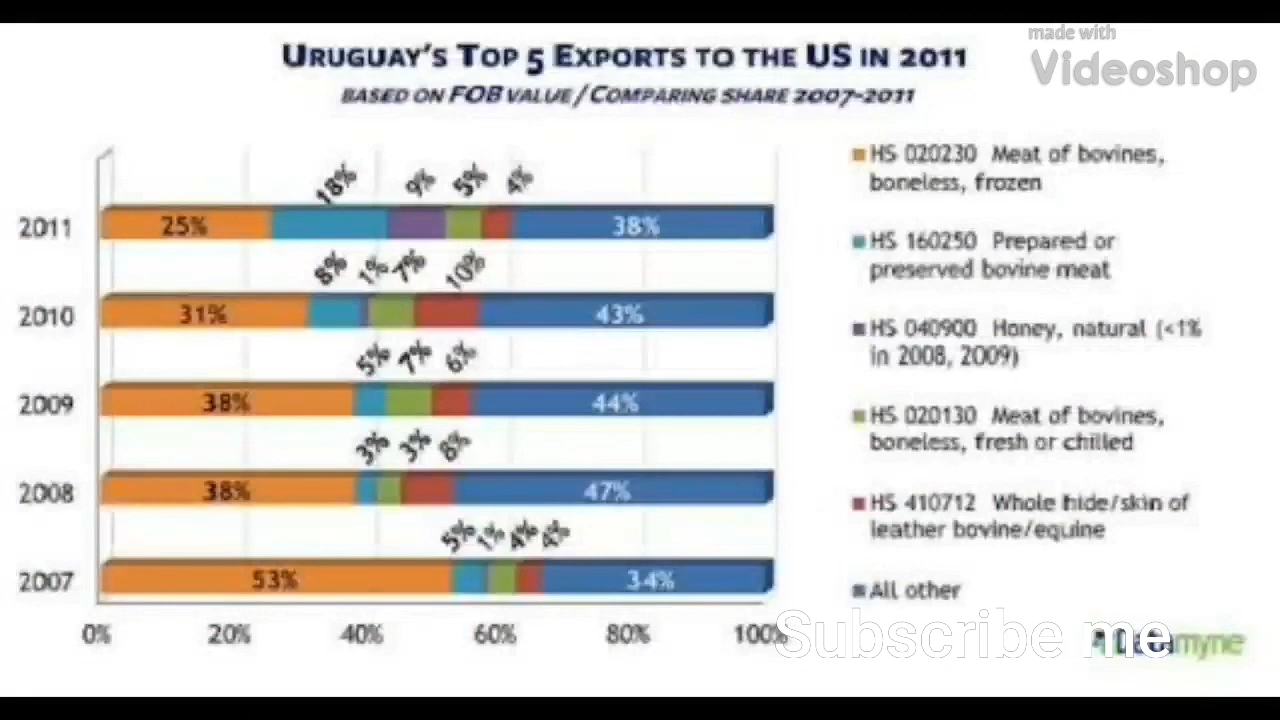 made with
Videoshop
URUGUAY'S TOP 5 EXPORTS TO THE US IN 2011
BASED ON FOB VALUE / COMPARING SHARE 2007-2011
18% 9% 5% 4%
2011 25% 38%
8% 1% 7% 10%
2010 31% 43%
5% 7% 6%
2009 38% 44%
3% 3% 8%
2008 38% 47%
5% 1% 4% 4%
2007 53% 34%
0% 20% 40% 60% 80% 100%
HS 020230 Meat of bovines,
boneless, frozen
HS 160250 Prepared or
preserved bovine meat
HS 040900 Honey, natural (<1%
in 2008, 2009)
HS 020130 Meat of bovines,
boneless, fresh or chilled
HS 410712 Whole hide/skin of
leather bovine/equine
All other
Subscribe me
Datamyne